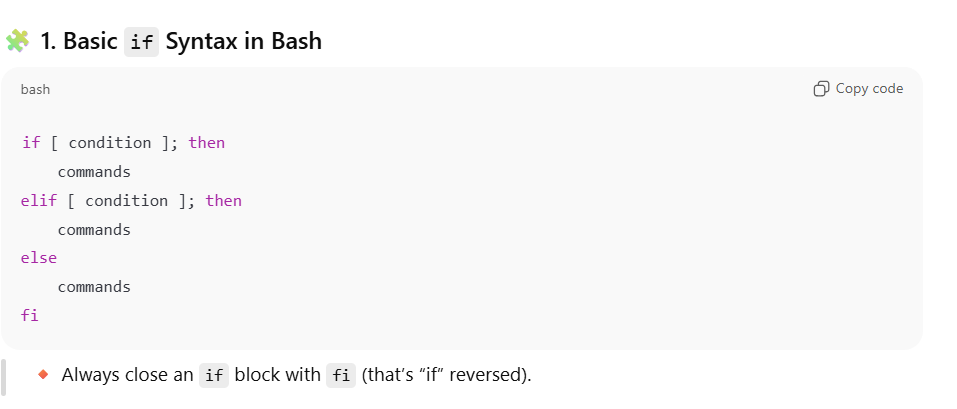 🧩 1. Basic if Syntax in Bash
bash
Copy code
if [ condition ]; then
    commands
elif [ condition ]; then
    commands
else
    commands
fi
🔸 Always close an if block with fi (that's “if” reversed).